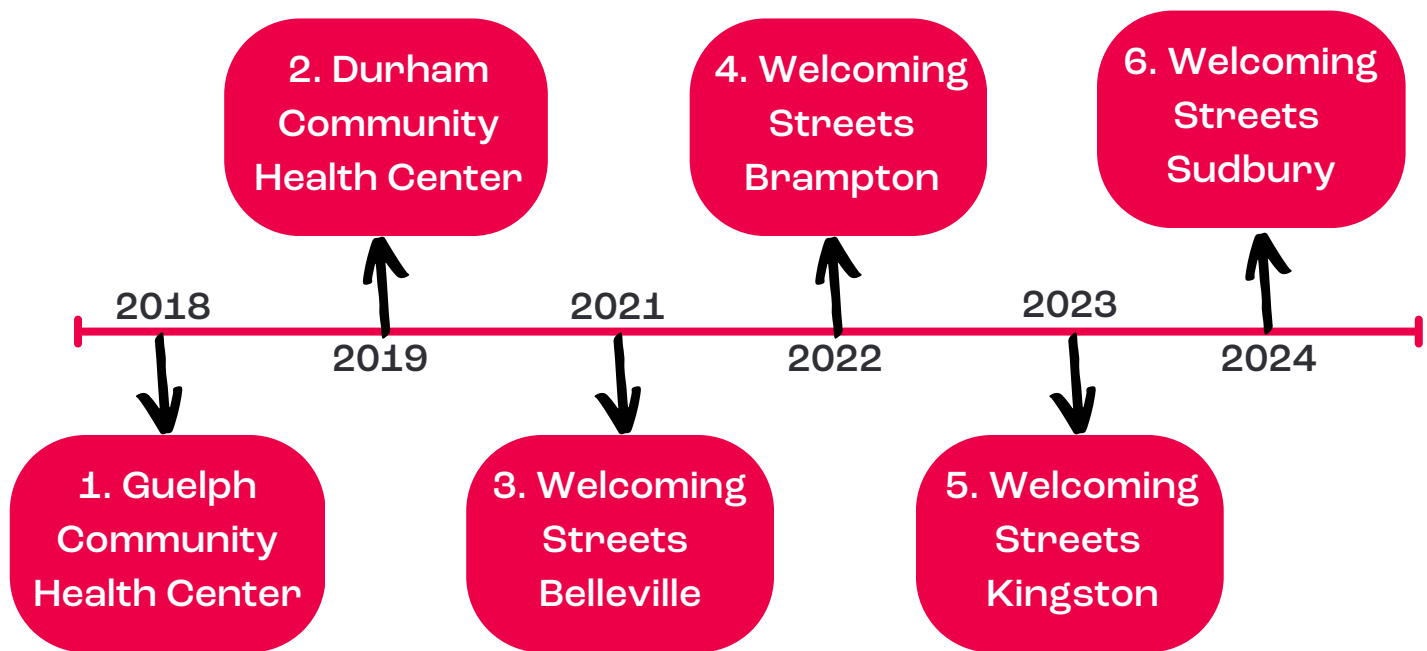 2. Durham
Community
Health Center
4. Welcoming
Streets
Brampton
6. Welcoming
Streets
Sudbury
2018
2021
2023
2019
2022
2024
1. Guelph
Community
Health Center
3. Welcoming
Streets
Belleville
5. Welcoming
Streets
Kingston